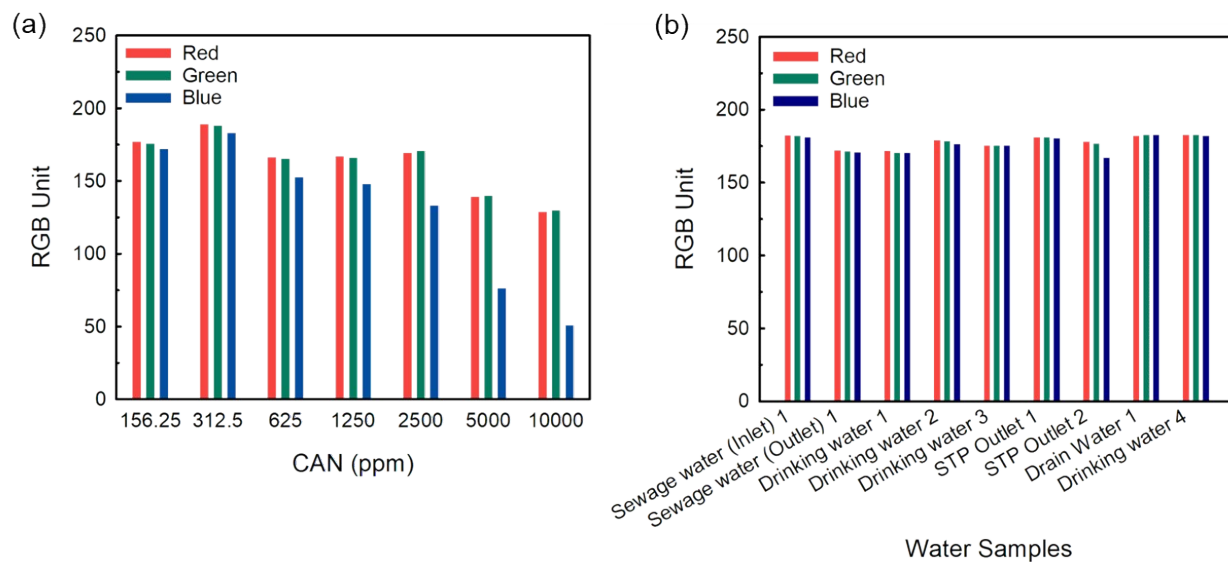 (a)
250
200
150
100
50
0
RGB Unit
Red
Green
Blue
156.25 312.5 625 1250 2500 5000 10000
CAN (ppm)
(b)
250
200
150
100
50
0
RGB Unit
Red
Green
Blue
Sewage water (Inlet) 1
Sewage water (Outlet) 1
Drinking water 1
Drinking water 2
Drinking water 3
STP Outlet 1
STP Outlet 2
Drain Water 1
Drinking water 4
Water Samples